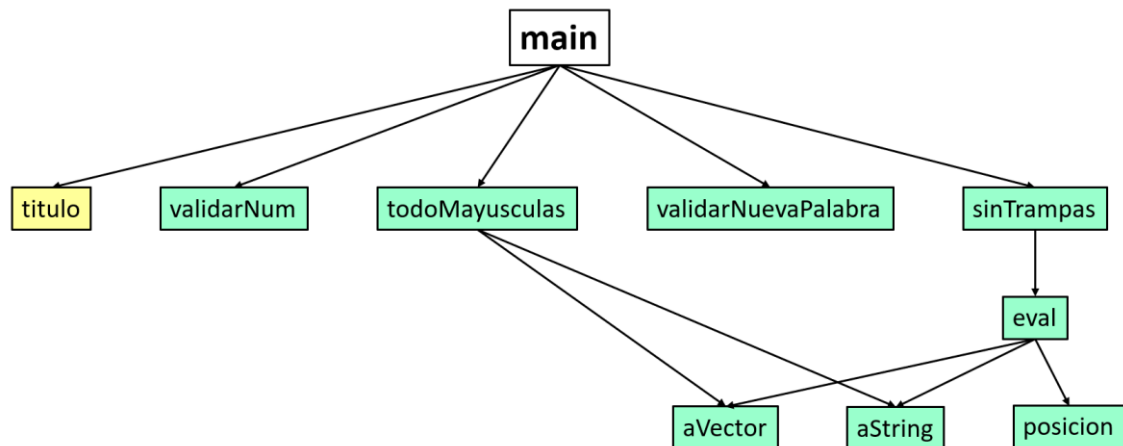 main
titulo
validarNum
todoMayusculas
validarNuevaPalabra
sinTrampas
eval
aVector
aString
posicion